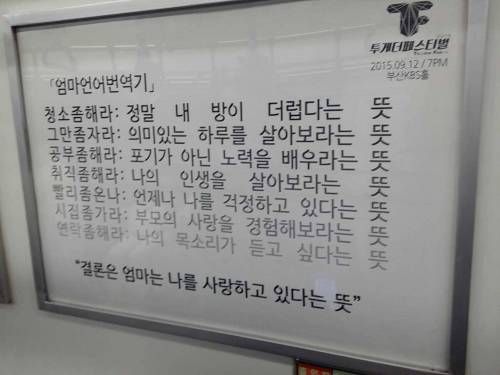 투게더페스티벌
2015.09.12 / 7PM
부산KBS홀
「엄마언어번역기」
청소좀해라: 정말 내 방이 더럽다는 뜻
그만좀자라: 의미있는 하루를 살아보라는 뜻
공부좀해라: 포기가 아닌 노력을 배우라는 뜻
취직좀해라: 나의 인생을 살아보라는 뜻
빨리좀온나: 언제나 나를 걱정하고 있다는 뜻
시집좀가라: 부모의 사랑을 경험해보라는 뜻
연락좀해라: 나의 목소리가 듣고 싶다는 뜻
"결론은 엄마는 나를 사랑하고 있다는 뜻"